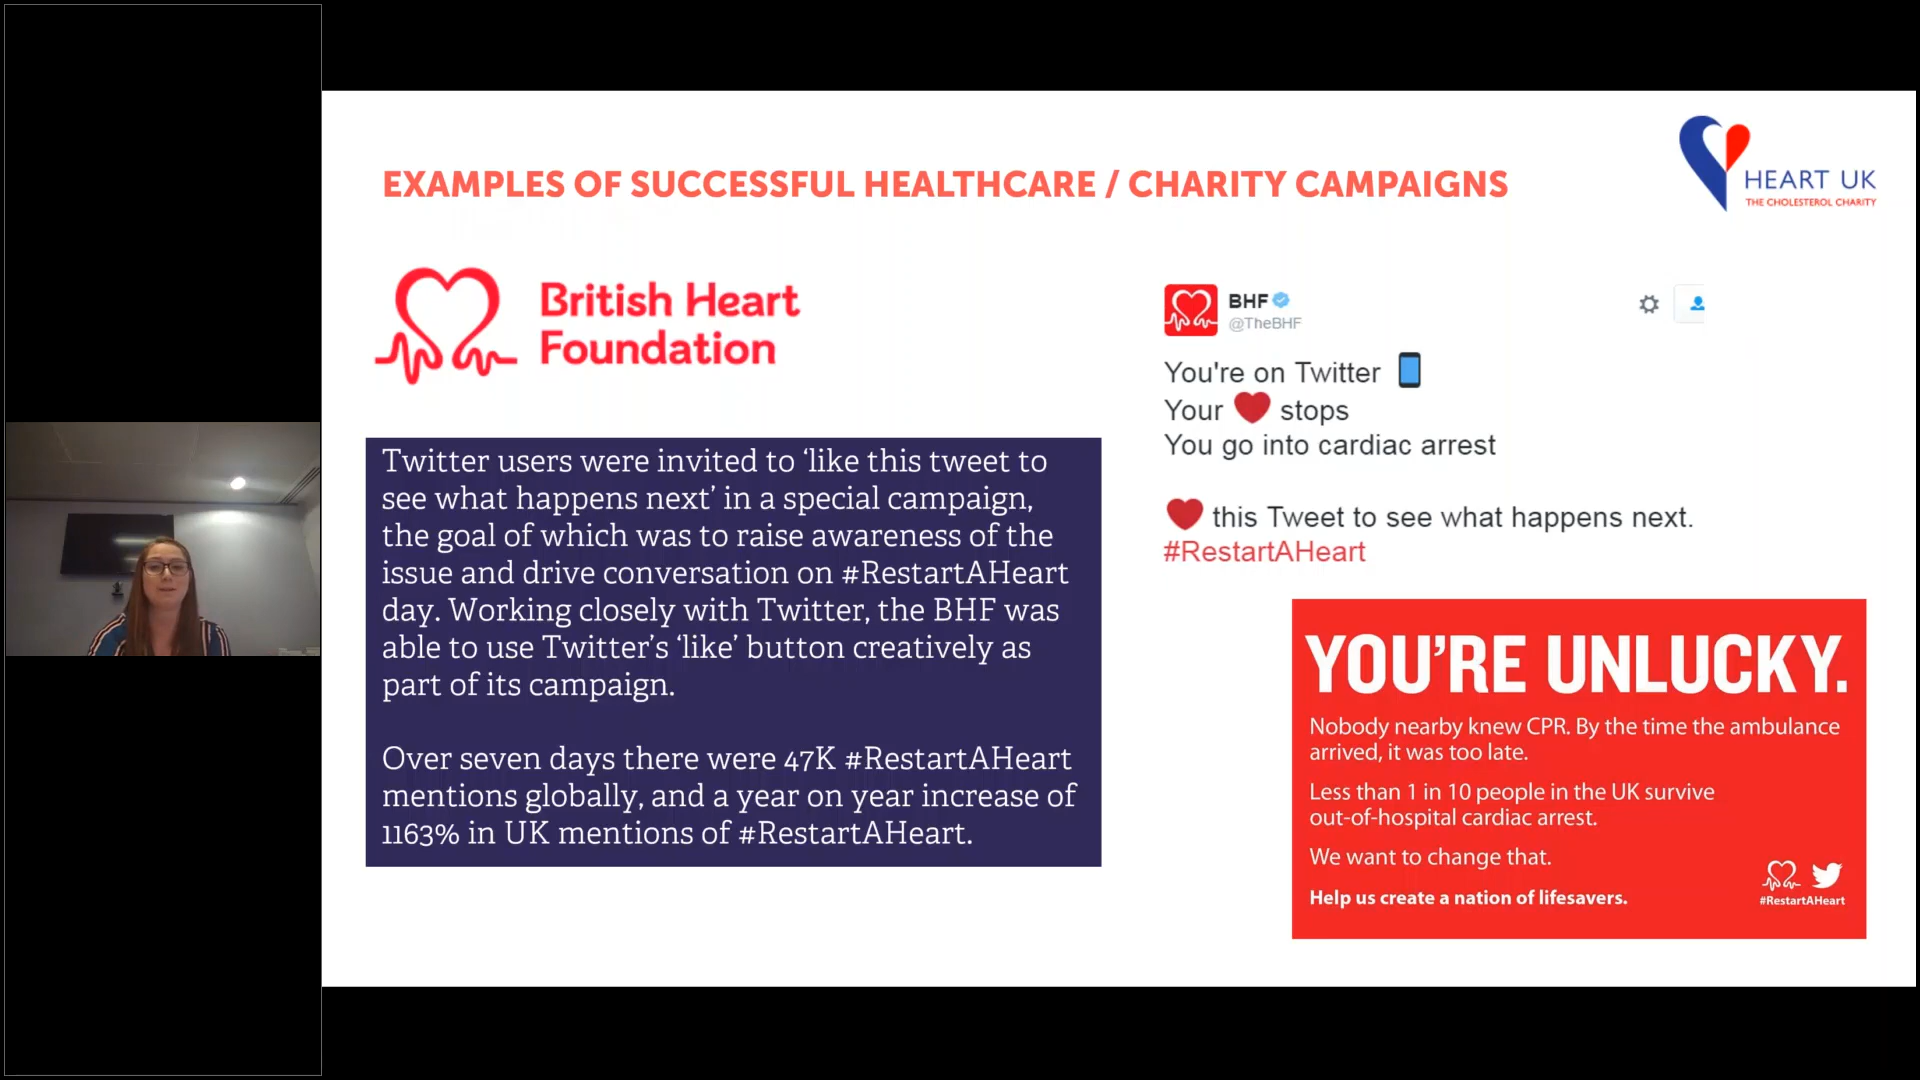 EXAMPLES OF SUCCESSFUL HEALTHCARE / CHARITY CAMPAIGNS
HEART UK
THE CHOLESTEROL CHARITY
British Heart
Foundation
Twitter users were invited to ‘like this tweet to
see what happens next’ in a special campaign,
the goal of which was to raise awareness of the
issue and drive conversation on #RestartAHeart
day. Working closely with Twitter, the BHF was
able to use Twitter’s ‘like’ button creatively as
part of its campaign.
Over seven days there were 47K #RestartAHeart
mentions globally, and a year on year increase of
1163% in UK mentions of #RestartAHeart.
BHF
@TheBHF
You're on Twitter
Your ❤ stops
You go into cardiac arrest
❤ this Tweet to see what happens next.
#RestartAHeart
YOU’RE UNLUCKY.
Nobody nearby knew CPR. By the time the ambulance
arrived, it was too late.
Less than 1 in 10 people in the UK survive
out-of-hospital cardiac arrest.
We want to change that.
Help us create a nation of lifesavers.
#RestartAHeart